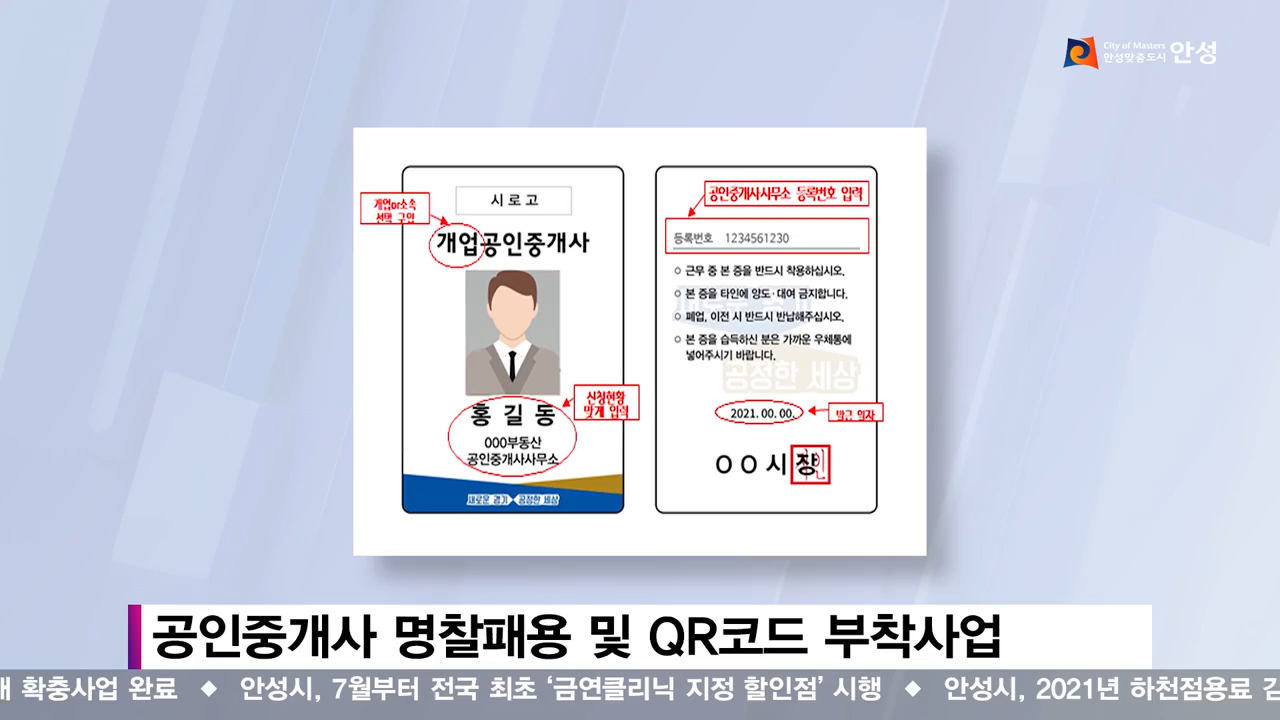 City of Masters
안성맞춤도시 안성
개업or소속
선택 구입
시 로 고
개업공인중개사
신청현황
맞게 입력
홍 길 동
000부동산
공인중개사사무소
새로운 경기 공정한 세상
공인중개사사무소 등록번호 입력
등록번호 1234561230
○ 근무 중 본 증을 반드시 착용하십시오.
○ 본 증을 타인에 양도·대여 금지합니다.
○ 폐업, 이전 시 반드시 반납해주십시오.
○ 본 증을 습득하신 분은 가까운 우체통에
넣어주시기 바랍니다.
공정한 세상
2021. 00. 00.
발급 일자
O O 시 장
공인중개사 명찰패용 및 QR코드 부착사업
확충사업 완료 ◆ 안성시, 7월부터 전국 최초 ‘금연클리닉 지정 할인점’ 시행 ◆ 안성시, 2021년 하천점용료